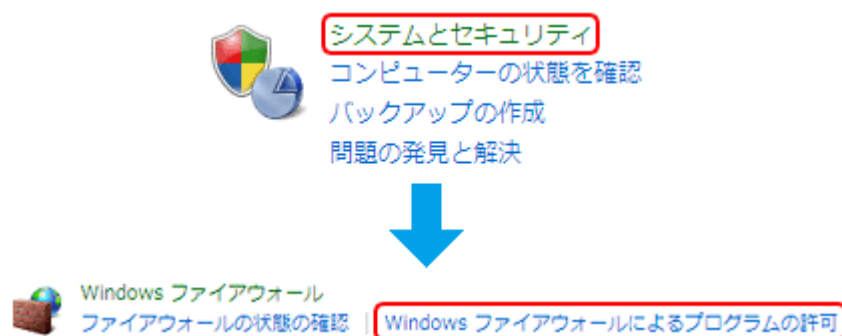 システムとセキュリティ
コンピューターの状態を確認
バックアップの作成
問題の発見と解決
Windows ファイアウォール
ファイアウォールの状態の確認 | Windows ファイアウォールによるプログラムの許可